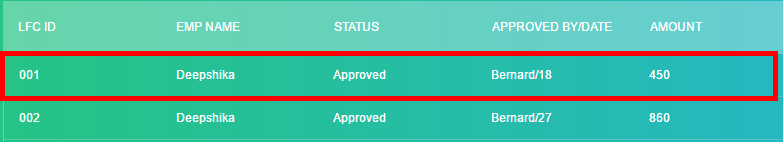 LFC ID EMP NAME STATUS APPROVED BY/DATE AMOUNT
001 Deepshika Approved Bernard/18 450
002 Deepshika Approved Bernard/27 860